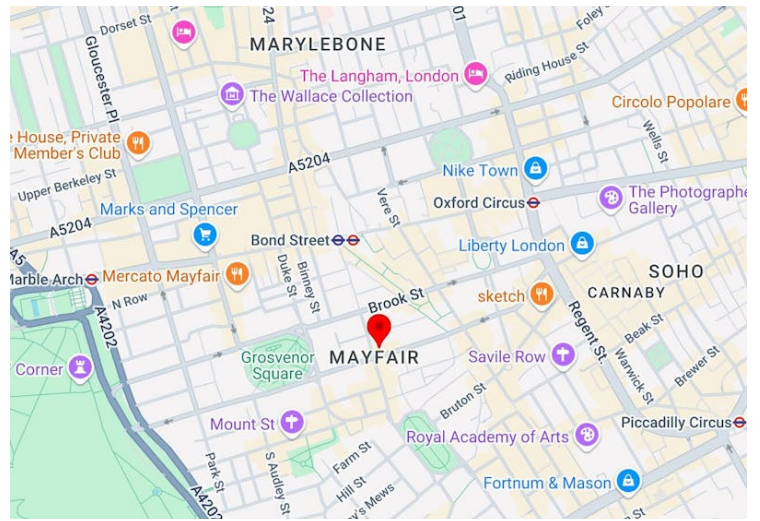 Dorset St
24
01
Foley St
MARYLEBONE
Gloucester Pl
The Langham, London
Riding House St
The Wallace Collection
Circolo Popolare
e House, Private
Member's Club
Wells St
A5204
Nike Town
Upper Berkeley St
Vere St
The Photographe
Gallery
Marks and Spencer
Oxford Circus
A5204
Bond Street
Liberty London
A5
Marble Arch
Mercato Mayfair
Duke St
Binney St
SOHO
CARNABY
N Row
Brook St
sketch
A4202
Regent St.
Beak St
Grosvenor
Square
MAYFAIR
Savile Row
Warwick St
Brewer St
Corner
Bruton St
Mount St
Royal Academy of Arts
Piccadilly Circus
Park St
S Audley St
Farm St
Hill St
Fortnum & Mason
A4202
y's Mews
n St